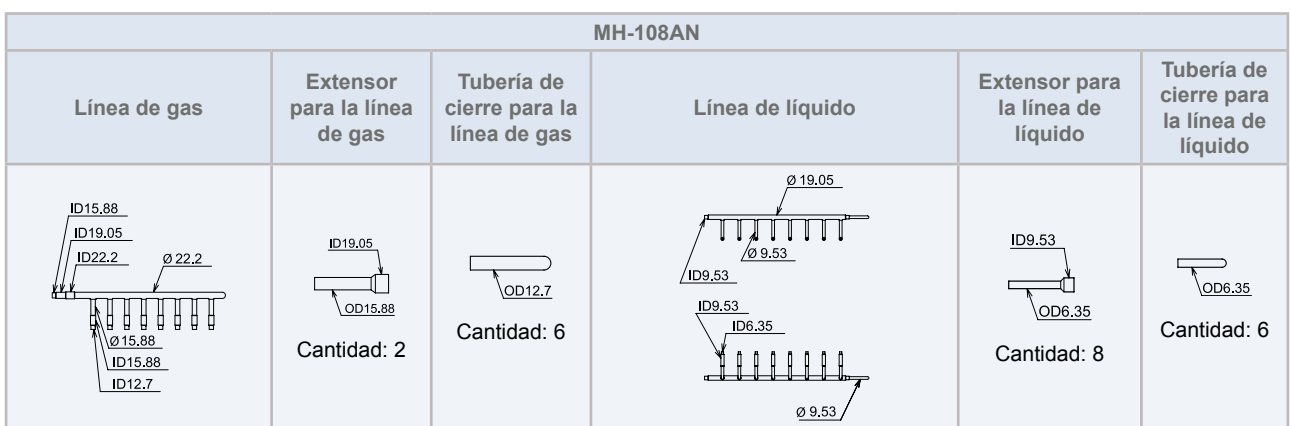 MH-108AN
Línea de gas
Extensor
para la línea
de gas
Tubería de
cierre para la
línea de gas
Línea de líquido
Extensor para
la línea de
líquido
Tubería de
cierre para
la línea de
líquido
ID15.88
ID19.05
ID22.2
Ø 22.2
Ø 15.88
ID15.88
ID12.7
ID19.05
OD15.88
Cantidad: 2
OD12.7
Cantidad: 6
Ø 19.05
Ø 9.53
ID9.53
ID9.53
ID6.35
Ø 9.53
ID9.53
OD6.35
Cantidad: 8
OD6.35
Cantidad: 6